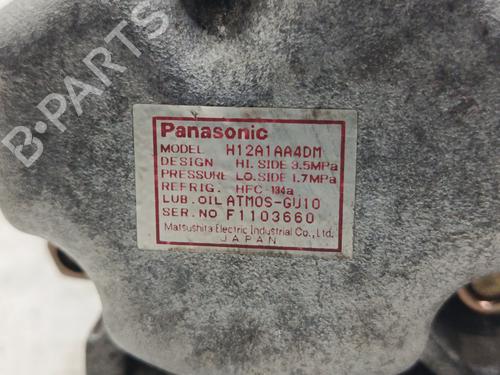 B-PARTS
Panasonic
MODEL H12A1AA4DM
DESIGN HI.SIDE 3.5MPa
PRESSURE LO.SIDE 1.7MPa
REFRIG. HFC-134a
LUB.OIL ATMOS-GU10
SER.NO F1103660
Matsushita Electric Industrial Co.,Ltd.
JAPAN